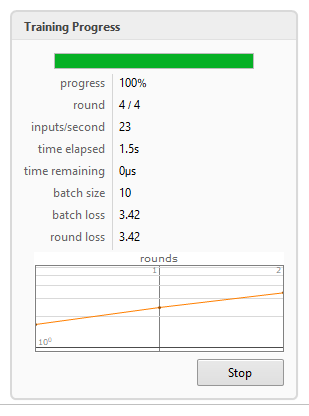 Training Progress
progress 100%
round 4 / 4
inputs/second 23
time elapsed 1.5s
time remaining 0µs
batch size 10
batch loss 3.42
round loss 3.42
rounds
1 2
10⁰
Stop